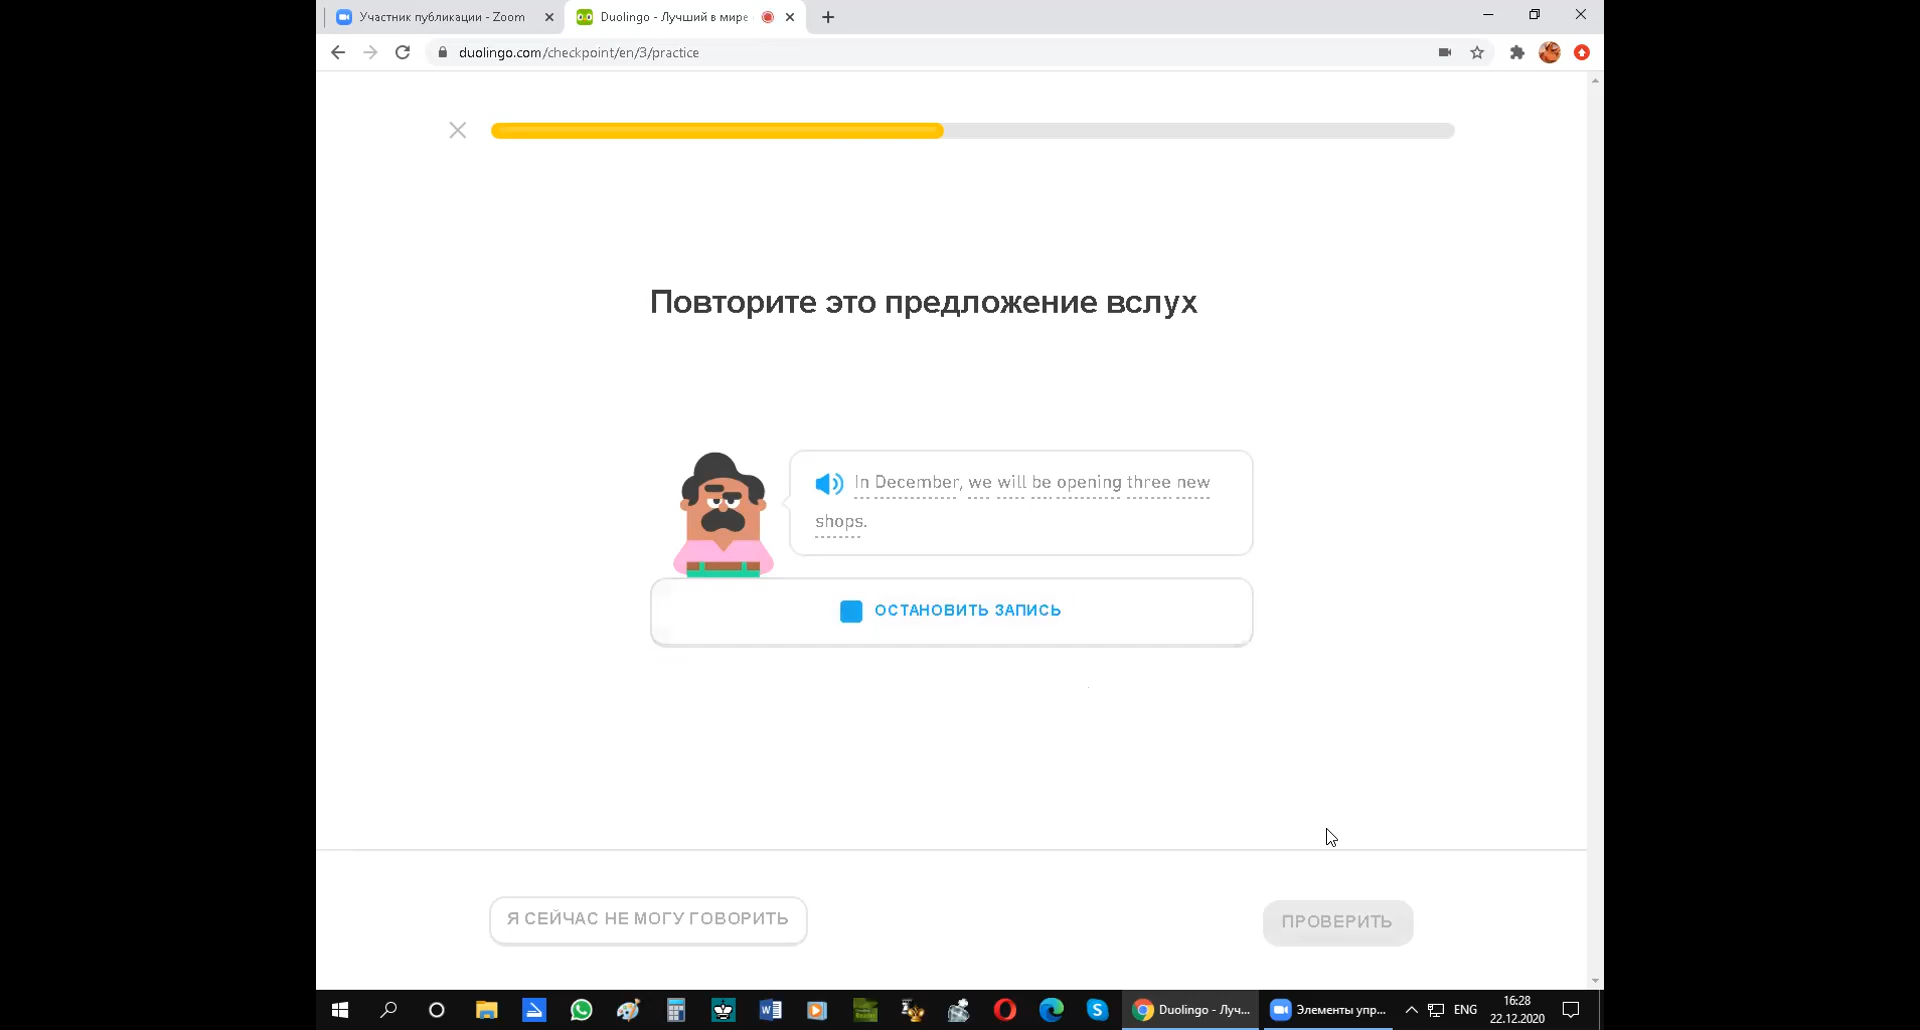 Участник публикации - Zoom
Duolingo - Лучший в мире
duolingo.com/checkpoint/en/3/practice
Повторите это предложение вслух
In December, we will be opening three new
shops.
ОСТАНОВИТЬ ЗАПИСЬ
Я СЕЙЧАС НЕ МОГУ ГОВОРИТЬ
ПРОВЕРИТЬ
Duolingo - Луч...
Элементы упр...
ENG
16:28
22.12.2020